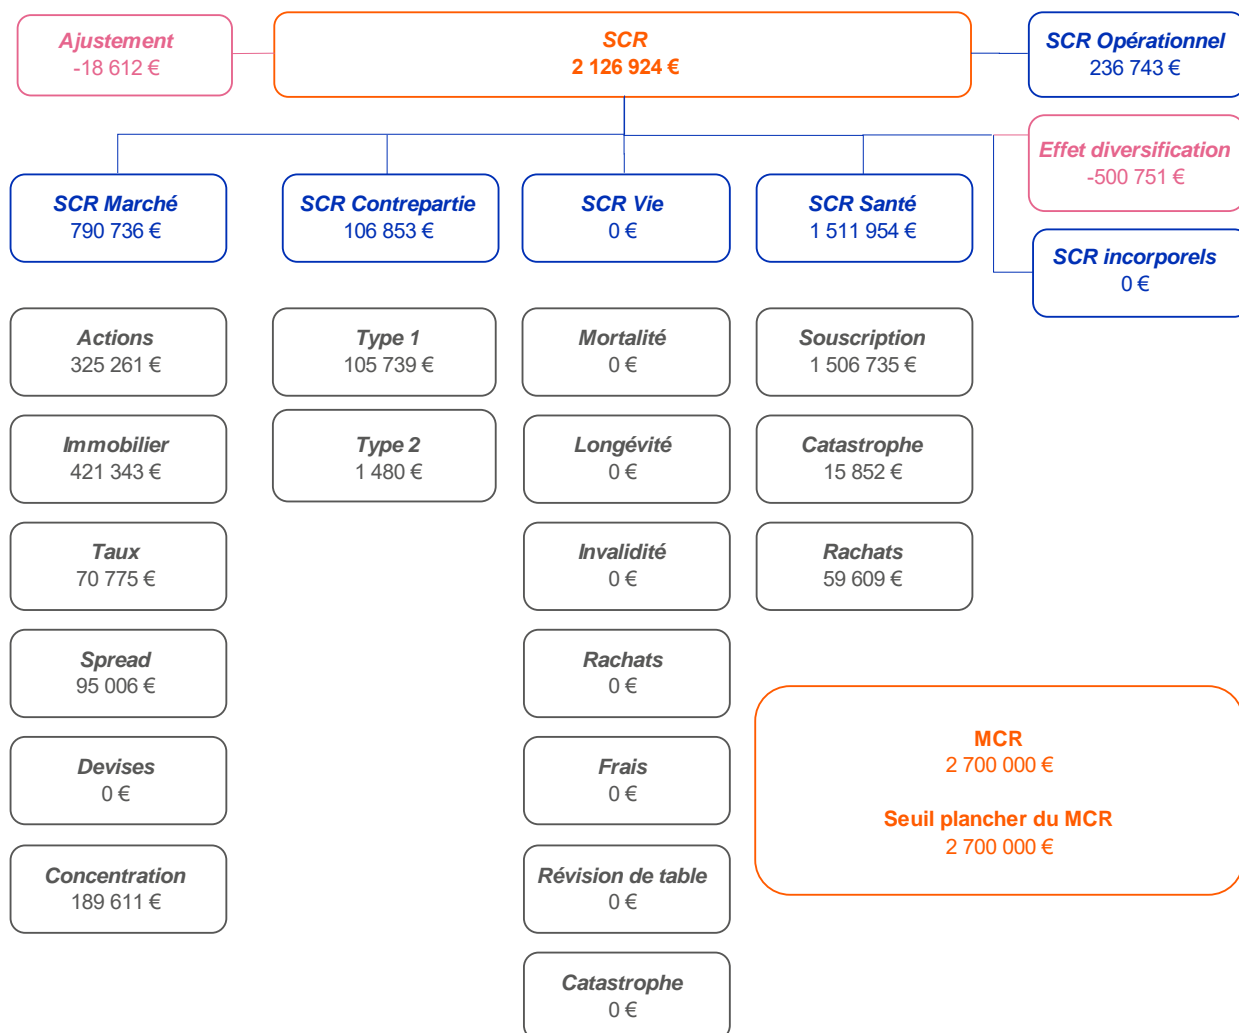 Ajustement
-18 612 €
SCR
2 126 924 €
SCR Opérationnel
236 743 €
Effet diversification
-500 751 €
SCR Marché
790 736 €
SCR Contrepartie
106 853 €
SCR Vie
0 €
SCR Santé
1 511 954 €
SCR incorporels
0 €
Actions
325 261 €
Type 1
105 739 €
Mortalité
0 €
Souscription
1 506 735 €
Immobilier
421 343 €
Type 2
1 480 €
Longévité
0 €
Catastrophe
15 852 €
Taux
70 775 €
Invalidité
0 €
Rachats
59 609 €
Spread
95 006 €
Rachats
0 €
Devises
0 €
Frais
0 €
MCR
2 700 000 €
Seuil plancher du MCR
2 700 000 €
Concentration
189 611 €
Révision de table
0 €
Catastrophe
0 €